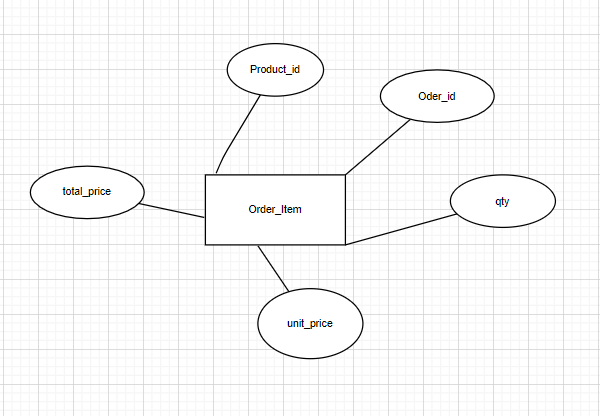 Product_id
Oder_id
total_price
Order_Item
qty
unit_price